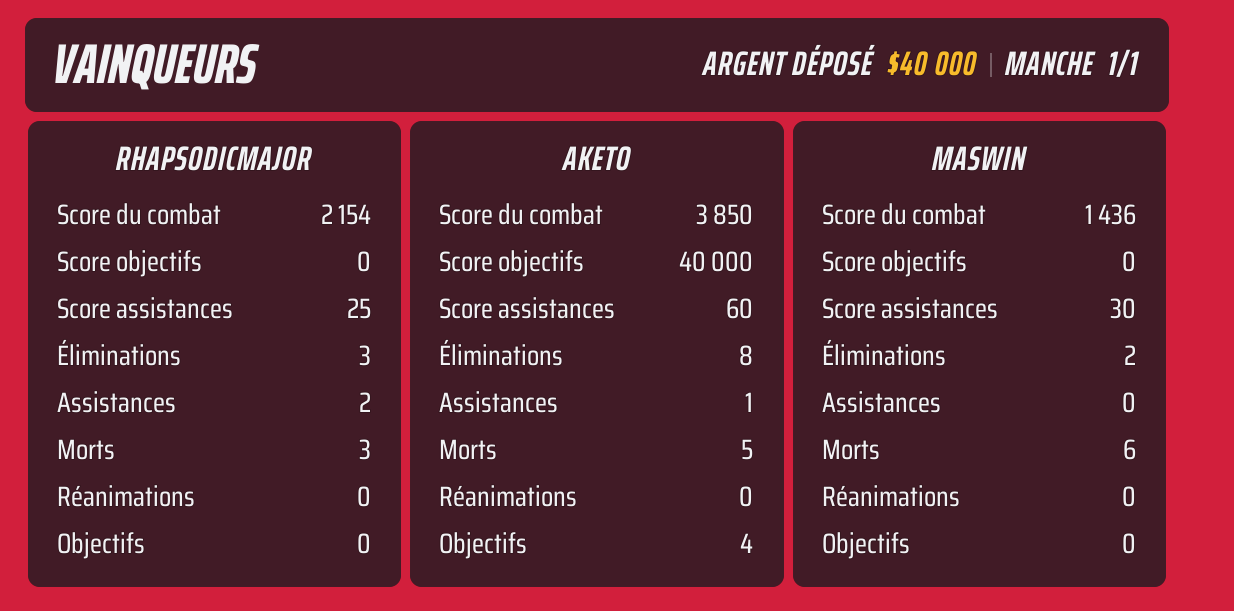 VAINQUEURS
ARGENT DÉPOSÉ $40 000 | MANCHE 1/1
RHAPSODICMAJOR
Score du combat 2 154
Score objectifs 0
Score assistances 25
Éliminations 3
Assistances 2
Morts 3
Réanimations 0
Objectifs 0
AKETO
Score du combat 3 850
Score objectifs 40 000
Score assistances 60
Éliminations 8
Assistances 1
Morts 5
Réanimations 0
Objectifs 4
MASWIN
Score du combat 1 436
Score objectifs 0
Score assistances 30
Éliminations 2
Assistances 0
Morts 6
Réanimations 0
Objectifs 0